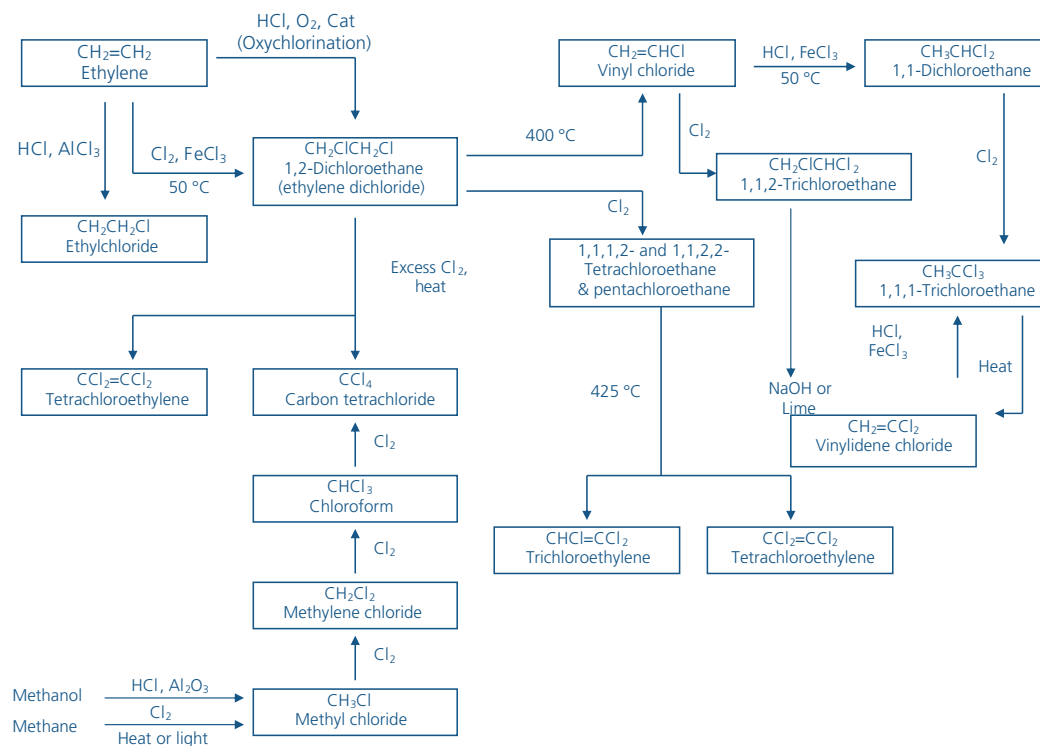 HCl, O₂, Cat
(Oxychlorination)
CH₂=CH₂
Ethylene
CH₂=CHCl
Vinyl chloride
HCl, FeCl₃
50 °C
CH₃CHCl₂
1,1-Dichloroethane
HCl, AlCl₃
Cl₂, FeCl₃
50 °C
CH₂ClCH₂Cl
1,2-Dichloroethane
(ethylene dichloride)
400 °C
Cl₂
CH₂ClCHCl₂
1,1,2-Trichloroethane
Cl₂
CH₂CH₂Cl
Ethylchloride
Cl₂
1,1,1,2- and 1,1,2,2-
Tetrachloroethane
& pentachloroethane
Excess Cl₂,
heat
CH₃CCl₃
1,1,1-Trichloroethane
HCl,
FeCl₃
Heat
CCl₂=CCl₂
Tetrachloroethylene
CCl₄
Carbon tetrachloride
425 °C
NaOH or
Lime
CH₂=CCl₂
Vinylidene chloride
Cl₂
CHCl₃
Chloroform
CHCl=CCl₂
Trichloroethylene
CCl₂=CCl₂
Tetrachloroethylene
Cl₂
CH₂Cl₂
Methylene chloride
Cl₂
Methanol
HCl, Al₂O₃
CH₃Cl
Methyl chloride
Methane
Cl₂
Heat or light